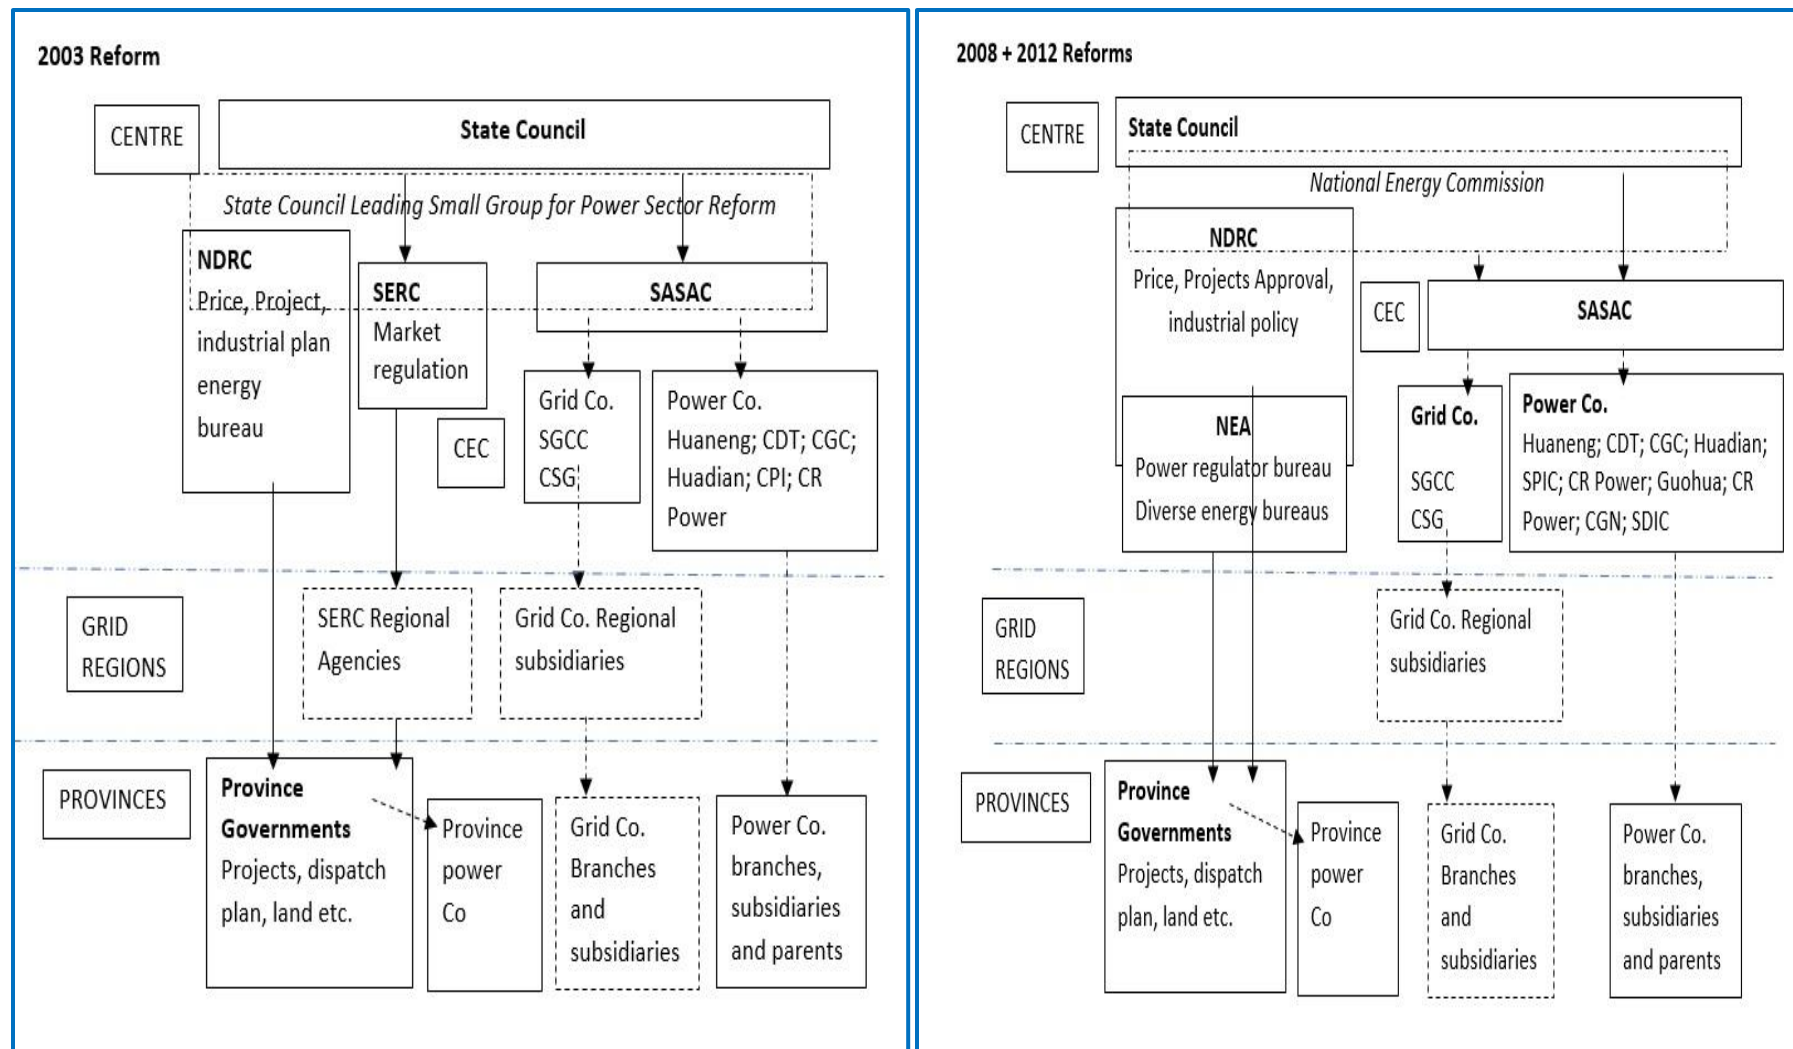 2003 Reform
CENTRE
State Council
State Council Leading Small Group for Power Sector Reform
NDRC
Price, Project,
industrial plan
energy
bureau
SERC
Market
regulation
SASAC
CEC
Grid Co.
SGCC
CSG
Power Co.
Huaneng; CDT; CGC;
Huadian; CPI; CR
Power
GRID
REGIONS
SERC Regional
Agencies
Grid Co. Regional
subsidiaries
PROVINCES
Province
Governments
Projects, dispatch
plan, land etc.
Province
power
Co
Grid Co.
Branches
and
subsidiaries
Power Co.
branches,
subsidiaries
and parents
2008 + 2012 Reforms
CENTRE
State Council
National Energy Commission
NDRC
Price, Projects Approval,
industrial policy
CEC
SASAC
NEA
Power regulator bureau
Diverse energy bureaus
Grid Co.
SGCC
CSG
Power Co.
Huaneng; CDT; CGC; Huadian;
SPIC; CR Power; Guohua; CR
Power; CGN; SDIC
GRID
REGIONS
Grid Co. Regional
subsidiaries
PROVINCES
Province
Governments
Projects, dispatch
plan, land etc.
Province
power
Co
Grid Co.
Branches
and
subsidiaries
Power Co.
branches,
subsidiaries
and parents